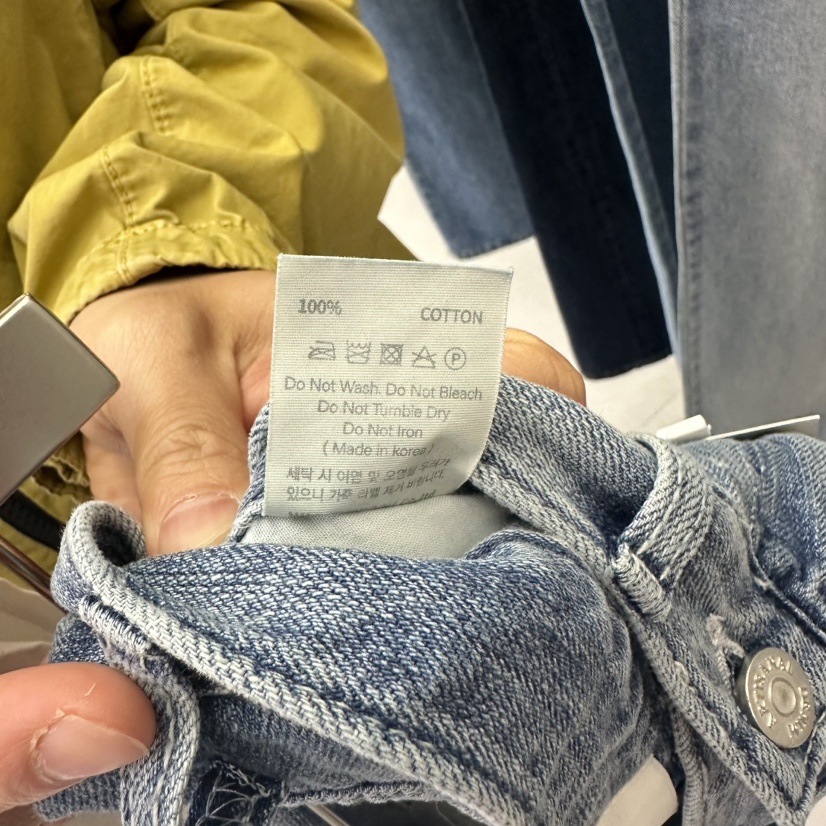 100% COTTON
P
Do Not Wash. Do Not Bleach
Do Not Tumble Dry
Do Not Iron
( Made in korea )
세탁 시 이면 및 오염될 우려가
있으니 가죽 라벨 제거 바랍니다.